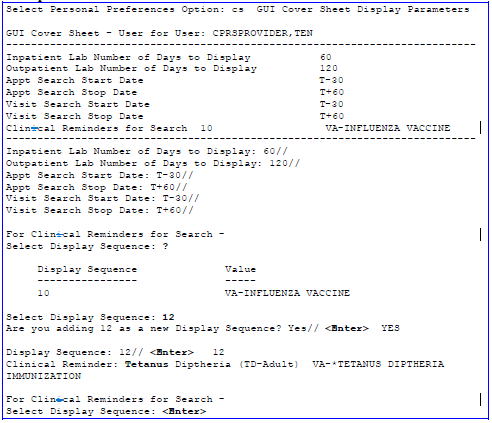 Select Personal Preferences Option: cs  GUI Cover Sheet Display Parameters
GUI Cover Sheet - User for User: CPRSPROVIDER,TEN
--------------------------------------------------------------------------
Inpatient Lab Number of Days to Display          60
Outpatient Lab Number of Days to Display         120
Appt Search Start Date                           T-30
Appt Search Stop Date                            T+60
Visit Search Start Date                          T-30
Visit Search Stop Date                           T+60
Clinical Reminders for Search  10                 VA-INFLUENZA VACCINE
--------------------------------------------------------------------------
Inpatient Lab Number of Days to Display: 60//
Outpatient Lab Number of Days to Display: 120//
Appt Search Start Date: T-30//
Appt Search Stop Date: T+60//
Visit Search Start Date: T-30//
Visit Search Stop Date: T+60//
For Clinical Reminders for Search -
Select Display Sequence: ?
Display Sequence             Value
----------------             -----
10                           VA-INFLUENZA VACCINE
Select Display Sequence: 12
Are you adding 12 as a new Display Sequence? Yes// <Enter>  YES
Display Sequence: 12// <Enter>   12
Clinical Reminder: Tetanus Diptheria (TD-Adult)  VA-*TETANUS DIPTHERIA
IMMUNIZATION
For Clinical Reminders for Search -
Select Display Sequence: <Enter>